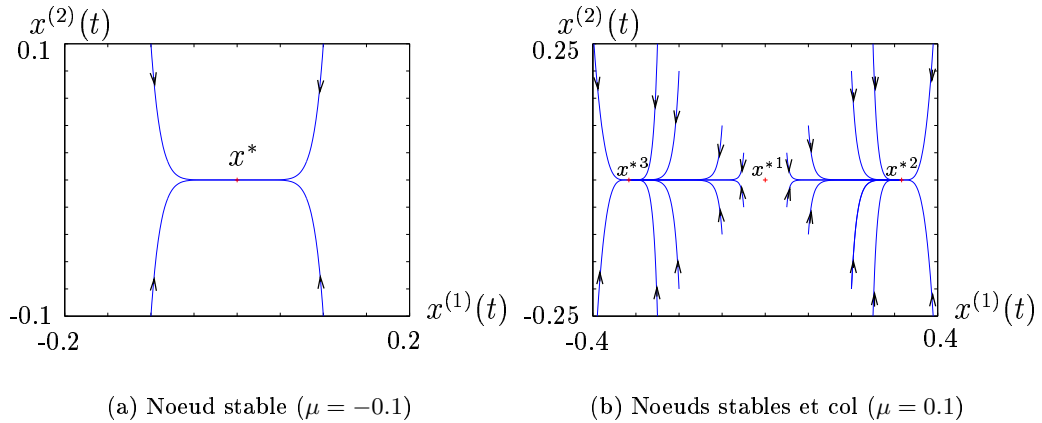 x^{(2)}(t)
0.1
x*
-0.1
x^{(1)}(t)
-0.2
0.2
(a) Noeud stable (μ = −0.1)
x^{(2)}(t)
0.25
x^{*3}
x^{*1}
x^{*2}
-0.25
x^{(1)}(t)
-0.4
0.4
(b) Noeuds stables et col (μ = 0.1)